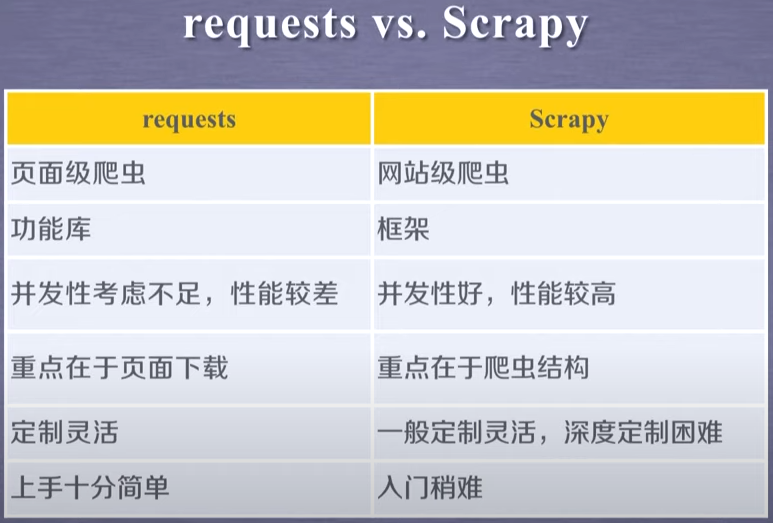 requests vs. Scrapy
requests
Scrapy
页面级爬虫
网站级爬虫
功能库
框架
并发性考虑不足，性能较差
并发性好，性能较高
重点在于页面下载
重点在于爬虫结构
定制灵活
一般定制灵活，深度定制困难
上手十分简单
入门稍难